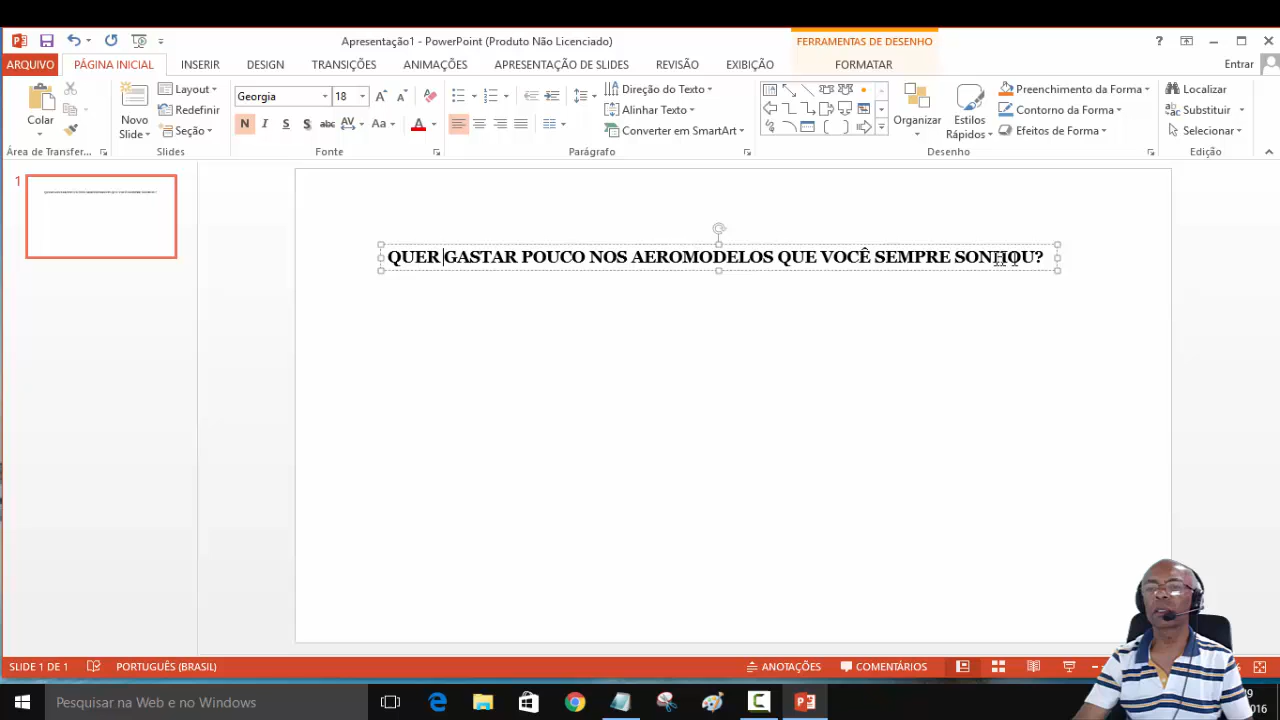 Apresentação1 - PowerPoint (Produto Não Licenciado)
FERRAMENTAS DE DESENHO
?
ARQUIVO
PÁGINA INICIAL
INSERIR
DESIGN
TRANSIÇÕES
ANIMAÇÕES
APRESENTAÇÃO DE SLIDES
REVISÃO
EXIBIÇÃO
FORMATAR
Entrar
Colar
Novo
Slide
Layout
Redefinir
Seção
Georgia
18
N I S S abc AV Aa A
Direção do Texto
Alinhar Texto
Converter em SmartArt
Organizar
Estilos
Rápidos
Preenchimento da Forma
Contorno da Forma
Efeitos de Forma
Localizar
Substituir
Selecionar
Área de Transfer...
Slides
Fonte
Parágrafo
Desenho
Edição
1
QUER GASTAR POUCO NOS AEROMODELOS QUE VOCÊ SEMPRE SONHOU?
SLIDE 1 DE 1
PORTUGUÊS (BRASIL)
ANOTAÇÕES
COMENTÁRIOS
Pesquisar na Web e no Windows